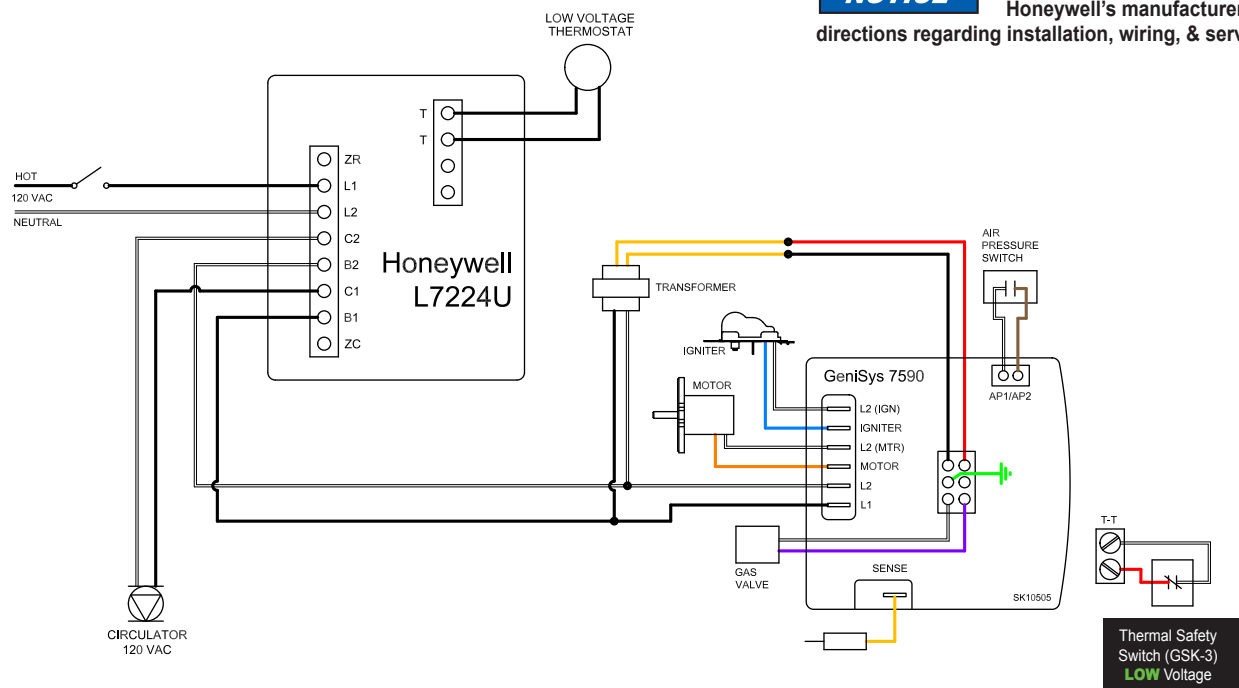 NOTICE
Honeywell's manufacturer
directions regarding installation, wiring, & serv
LOW VOLTAGE
THERMOSTAT
T
T
ZR
L1
L2
C2
B2
C1
B1
ZC
HOT
120 VAC
NEUTRAL
Honeywell
L7224U
TRANSFORMER
AIR
PRESSURE
SWITCH
IGNITER
MOTOR
GeniSys 7590
AP1/AP2
L2 (IGN)
IGNITER
L2 (MTR)
MOTOR
L2
L1
GAS
VALVE
SENSE
SK10505
T-T
CIRCULATOR
120 VAC
Thermal Safety
Switch (GSK-3)
LOW Voltage